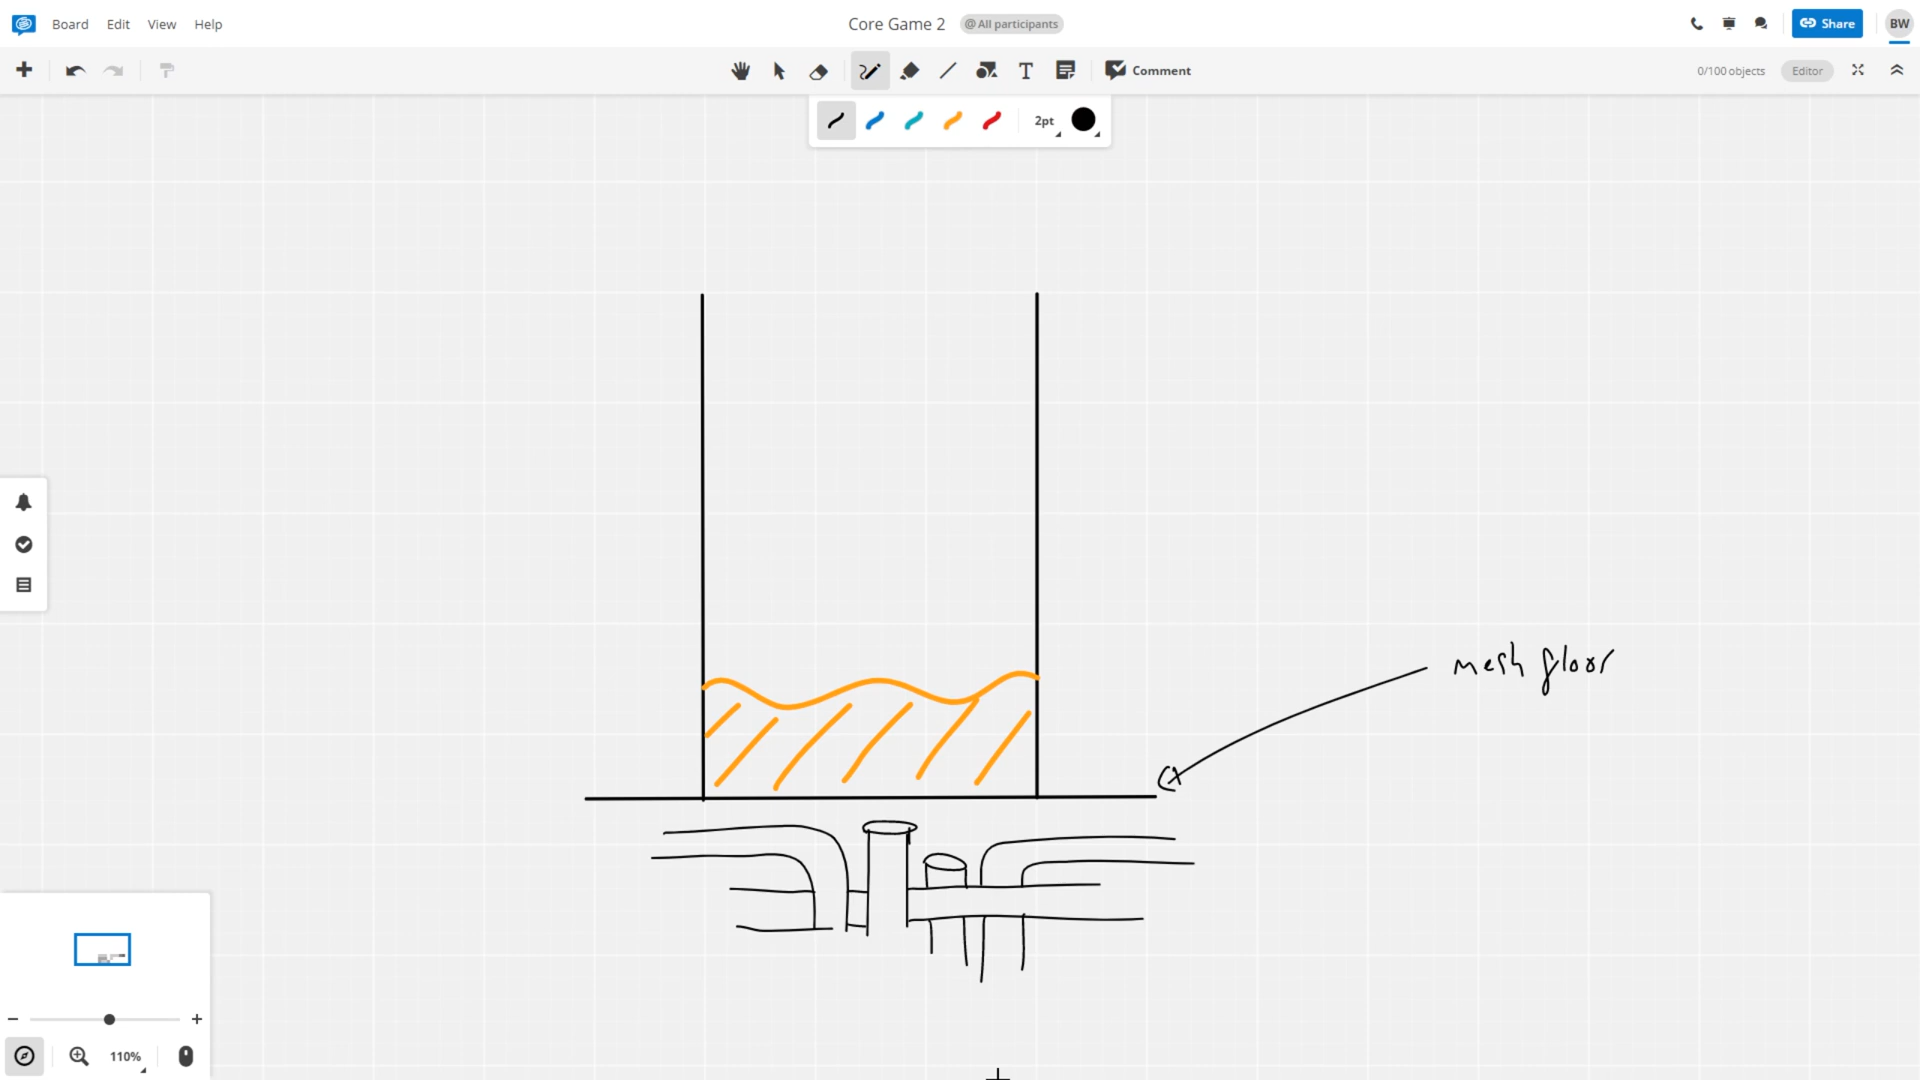 Board Edit View Help
Core Game 2 @ All participants
Share BW
Comment
0/100 objects Editor
2pt
mesh floor
110%